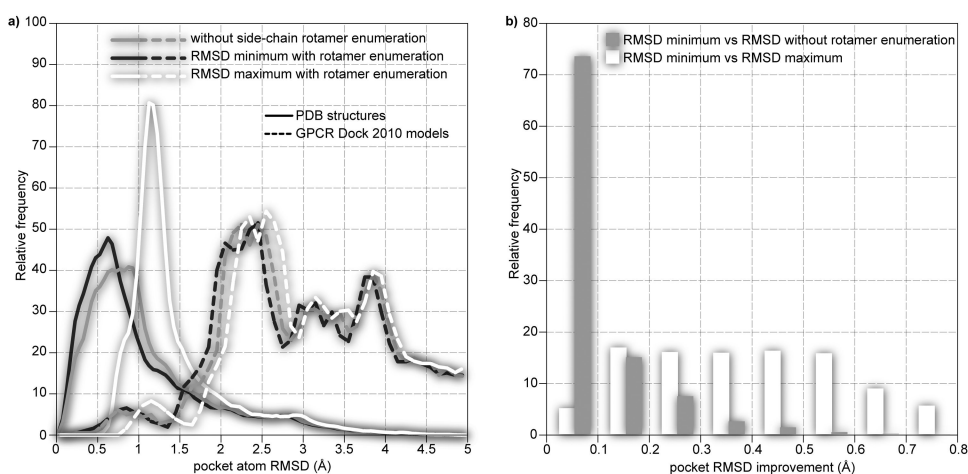 a)
100
90
80
70
60
50
40
30
20
10
0
Relative frequency
without side-chain rotamer enumeration
RMSD minimum with rotamer enumeration
RMSD maximum with rotamer enumeration
PDB structures
GPCR Dock 2010 models
0 0.5 1 1.5 2 2.5 3 3.5 4 4.5 5
pocket atom RMSD (Å)
b)
80
70
60
50
40
30
20
10
0
Relative frequency
RMSD minimum vs RMSD without rotamer enumeration
RMSD minimum vs RMSD maximum
0 0.1 0.2 0.3 0.4 0.5 0.6 0.7 0.8
pocket RMSD improvement (Å)